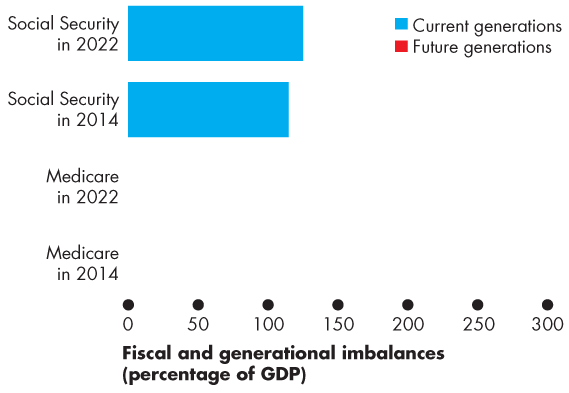 Social Security
in 2022
Current generations
Future generations
Social Security
in 2014
Medicare
in 2022
Medicare
in 2014
0 50 100 150 200 250 300
Fiscal and generational imbalances
(percentage of GDP)